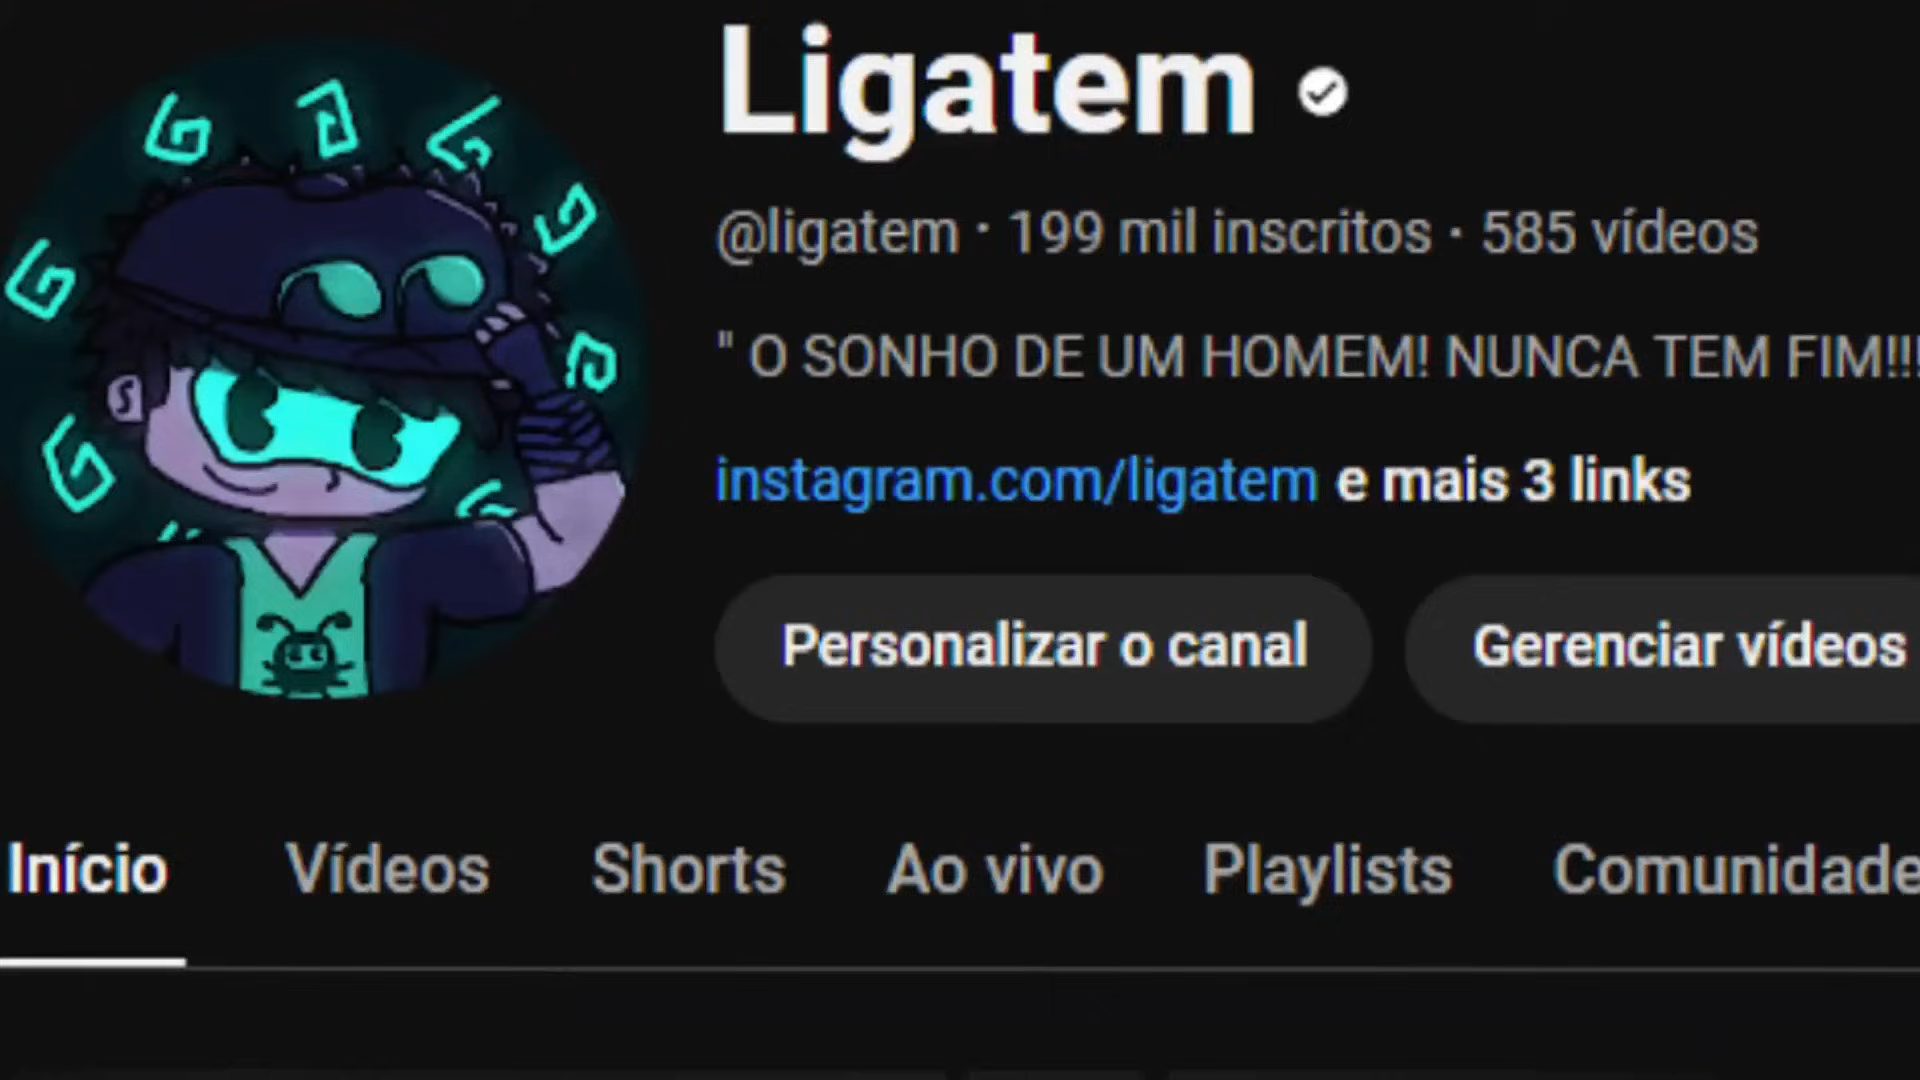 Ligatem
@ligatem · 199 mil inscritos · 585 vídeos
" O SONHO DE UM HOMEM! NUNCA TEM FIM!!!
instagram.com/ligatem e mais 3 links
Personalizar o canal Gerenciar vídeos
Início Vídeos Shorts Ao vivo Playlists Comunidade